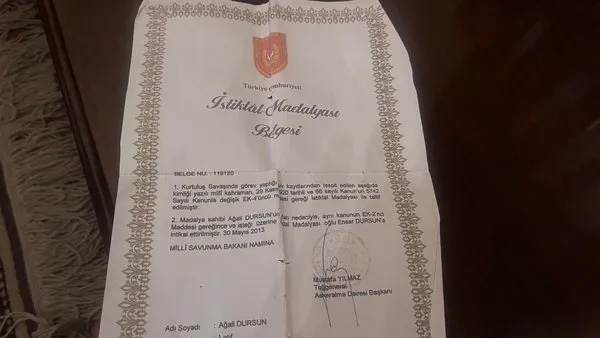 Türkiye Cumhuriyeti
İstiklal Madalyası
Belgesi
BELGE NU. : 119120
1. Kurtuluş Savaşında görev yaptığı kayıtlarından tespit edilen aşağıda
kimliği yazılı millî kahraman, 29 Kasım 1920 tarihli ve 66 sayılı Kanun'un 5742
Sayılı Kanunla değişik EK-4'üncü maddesi gereği İstiklal Madalyası ile taltif
edilmiştir.
2. Madalya sahibi Ağali DURSUN'un nedeniyle, aynı kanunun EK-2'nci
Maddesi gereğince ve isteği üzerine İstiklal Madalyası oğlu Ensar DURSUN'a
intikal ettirilmiştir. 30 Mayıs 2013
MİLLÎ SAVUNMA BAKANI NAMINA
Mustafa YILMAZ
Tuğgeneral
Askeralma Dairesi Başkanı
Adı Soyadı : Ağali DURSUN